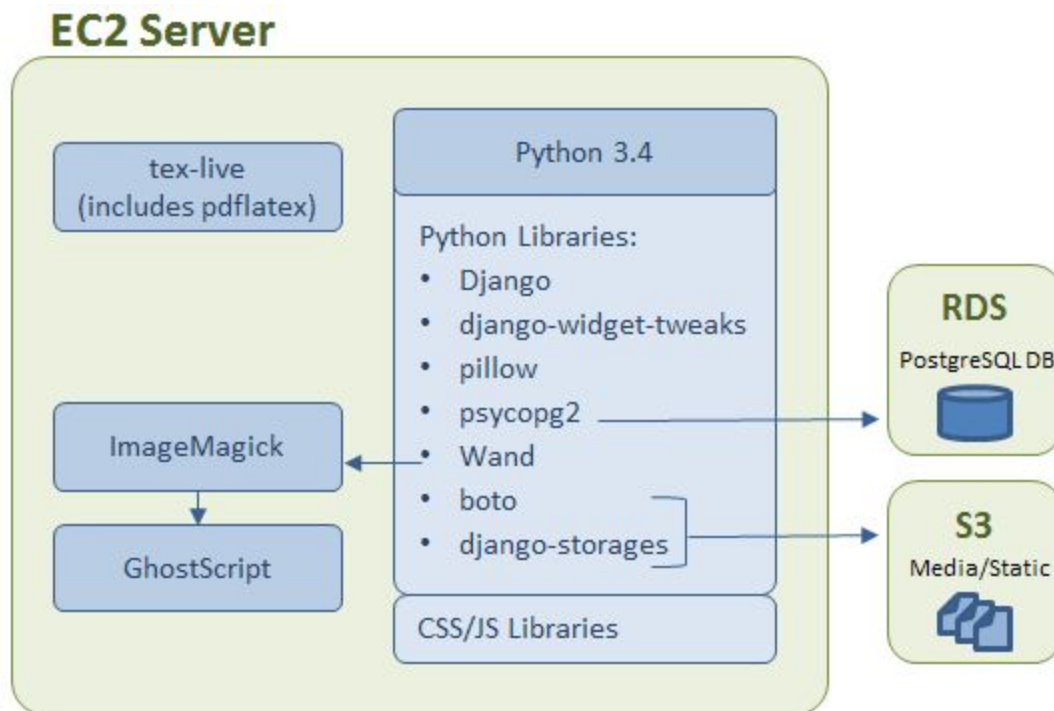 EC2 Server
tex-live
(includes pdflatex)
ImageMagick
GhostScript
Python 3.4
Python Libraries:
• Django
• django-widget-tweaks
• pillow
• psycopg2
• Wand
• boto
• django-storages
CSS/JS Libraries
RDS
PostgreSQL DB
S3
Media/Static